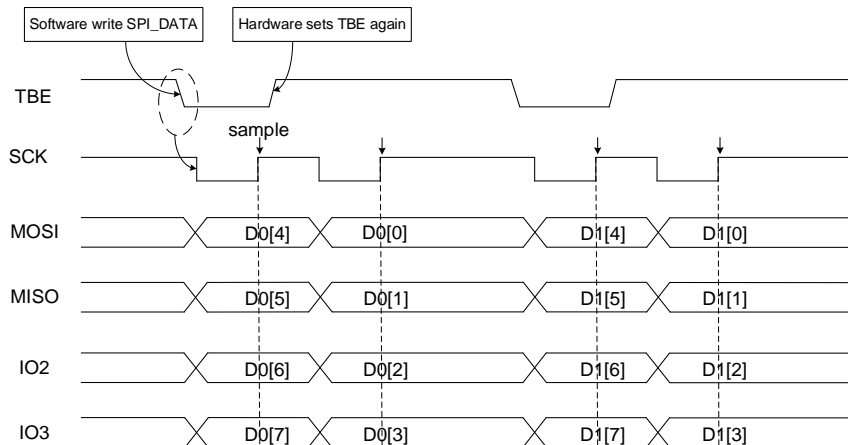 Software write SPI_DATA
Hardware sets TBE again
TBE
sample
SCK
MOSI D0[4] D0[0] D1[4] D1[0]
MISO D0[5] D0[1] D1[5] D1[1]
IO2 D0[6] D0[2] D1[6] D1[2]
IO3 D0[7] D0[3] D1[7] D1[3]